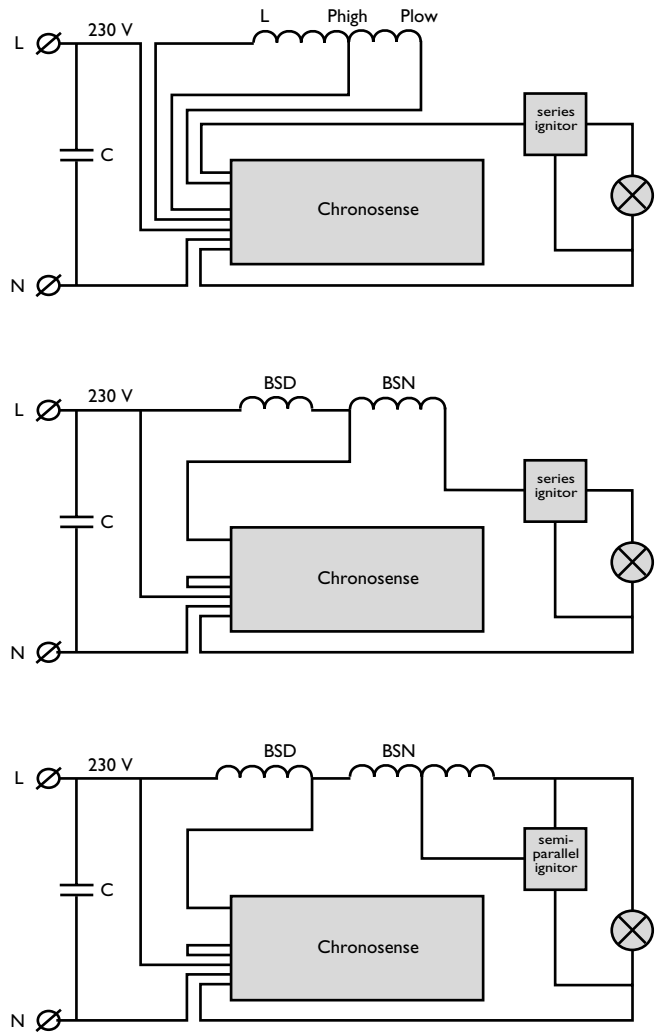 L
230 V
L Phigh Plow
C
series
ignitor
Chronosense
N
L
230 V
BSD BSN
C
series
ignitor
Chronosense
N
L
230 V
BSD BSN
C
semi-
parallel
ignitor
Chronosense
N